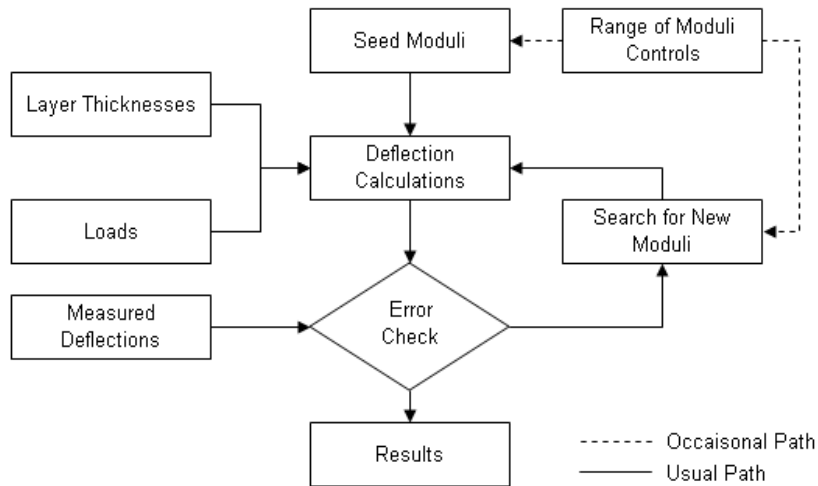 Seed Moduli
Range of Moduli
Controls
Layer Thicknesses
Deflection
Calculations
Loads
Search for New
Moduli
Measured
Deflections
Error
Check
Results
Occaisonal Path
Usual Path